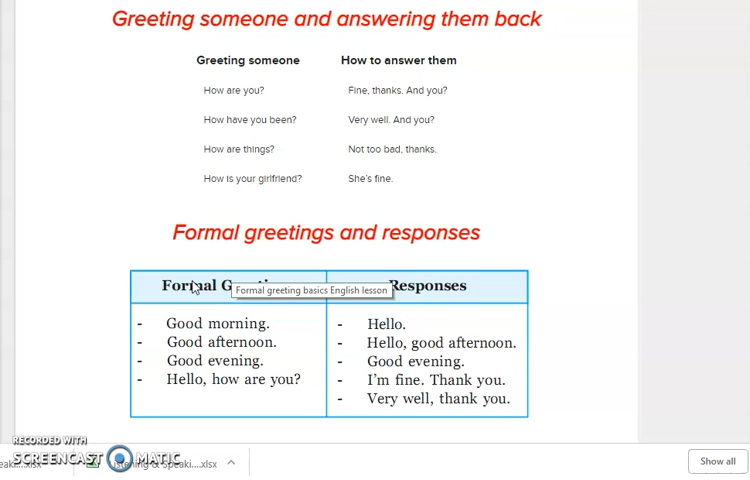 Greeting someone and answering them back
Greeting someone How to answer them
How are you? Fine, thanks. And you?
How have you been? Very well. And you?
How are things? Not too bad, thanks.
How is your girlfriend? She's fine.
Formal greetings and responses
Formal Responses
Formal greeting basics English lesson
- Good morning. - Hello.
- Good afternoon. - Hello, good afternoon.
- Good evening. - Good evening.
- Hello, how are you? - I'm fine. Thank you.
- Very well, thank you.
RECORDED WITH
SCREENCAST MATIC
Show all